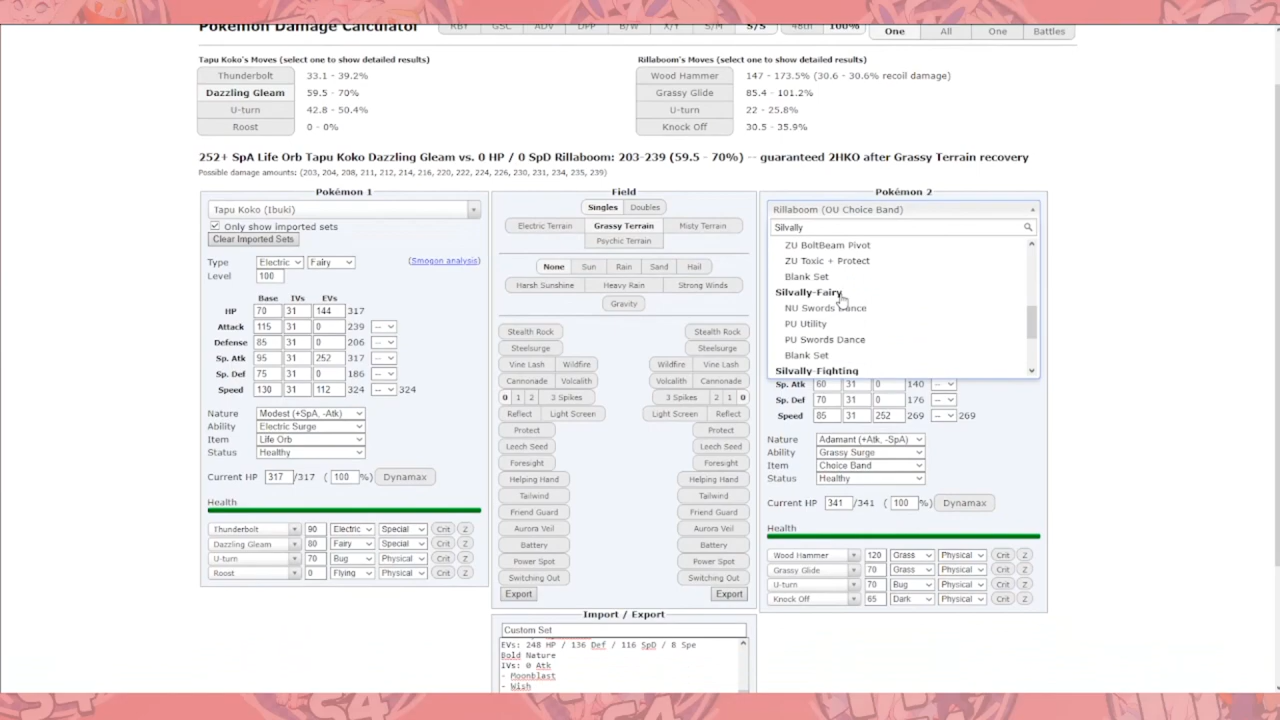 Pokémon Damage Calculator
RBY GSC ADV DPP B/W X/Y S/M S/S
48th 100%
One All One Battles
Tapu Koko's Moves (select one to show detailed results)
Thunderbolt 33.1 - 39.2%
Dazzling Gleam 59.5 - 70%
U-turn 42.8 - 50.4%
Roost 0 - 0%
Rillaboom's Moves (select one to show detailed results)
Wood Hammer 147 - 173.5% (30.6 - 30.6% recoil damage)
Grassy Glide 85.4 - 101.2%
U-turn 22 - 25.8%
Knock Off 30.5 - 35.9%
252+ SpA Life Orb Tapu Koko Dazzling Gleam vs. 0 HP / 0 SpD Rillaboom: 203-239 (59.5 - 70%) -- guaranteed 2HKO after Grassy Terrain recovery
Possible damage amounts: (203, 204, 208, 211, 212, 214, 216, 220, 222, 224, 226, 230, 231, 234, 235, 239)
Pokémon 1
Tapu Koko (Ibuki)
Only show imported sets
Clear Imported Sets
Type Electric Fairy (Smogon analysis)
Level 100
Base IVs EVs
HP 70 31 144 317
Attack 115 31 0 239 --
Defense 85 31 0 206 --
Sp. Atk 95 31 252 317 --
Sp. Def 75 31 0 186 --
Speed 130 31 112 324 -- 324
Nature Modest (+SpA, -Atk)
Ability Electric Surge
Item Life Orb
Status Healthy
Current HP 317 /317 ( 100 %) Dynamax
Health
Thunderbolt 90 Electric Special Crit Z
Dazzling Gleam 80 Fairy Special Crit Z
U-turn 70 Bug Physical Crit Z
Roost 0 Flying Physical Crit Z
Field
Singles Doubles
Electric Terrain Grassy Terrain Misty Terrain
Psychic Terrain
None Sun Rain Sand Hail
Harsh Sunshine Heavy Rain Strong Winds
Gravity
Stealth Rock Stealth Rock
Steelsurge Steelsurge
Vine Lash Wildfire Wildfire Vine Lash
Cannonade Volcalith Volcalith Cannonade
0 1 2 3 Spikes 3 Spikes 2 1 0
Reflect Light Screen Light Screen Reflect
Protect Protect
Leech Seed Leech Seed
Foresight Foresight
Helping Hand Helping Hand
Tailwind Tailwind
Friend Guard Friend Guard
Aurora Veil Aurora Veil
Battery Battery
Power Spot Power Spot
Switching Out Switching Out
Export Export
Import / Export
Custom Set
EVs: 248 HP / 136 Def / 116 SpD / 8 Spe
Bold Nature
IVs: 0 Atk
- Moonblast
- Wish
Pokémon 2
Rillaboom (OU Choice Band)
Silvally
ZU BoltBeam Pivot
ZU Toxic + Protect
Blank Set
Silvally-Fairy
NU Swords Dance
PU Utility
PU Swords Dance
Blank Set
Silvally-Fighting
Sp. Atk 60 31 0 140 --
Sp. Def 70 31 0 176 --
Speed 85 31 252 269 -- 269
Nature Adamant (+Atk, -SpA)
Ability Grassy Surge
Item Choice Band
Status Healthy
Current HP 341 /341 ( 100 %) Dynamax
Health
Wood Hammer 120 Grass Physical Crit Z
Grassy Glide 70 Grass Physical Crit Z
U-turn 70 Bug Physical Crit Z
Knock Off 65 Dark Physical Crit Z